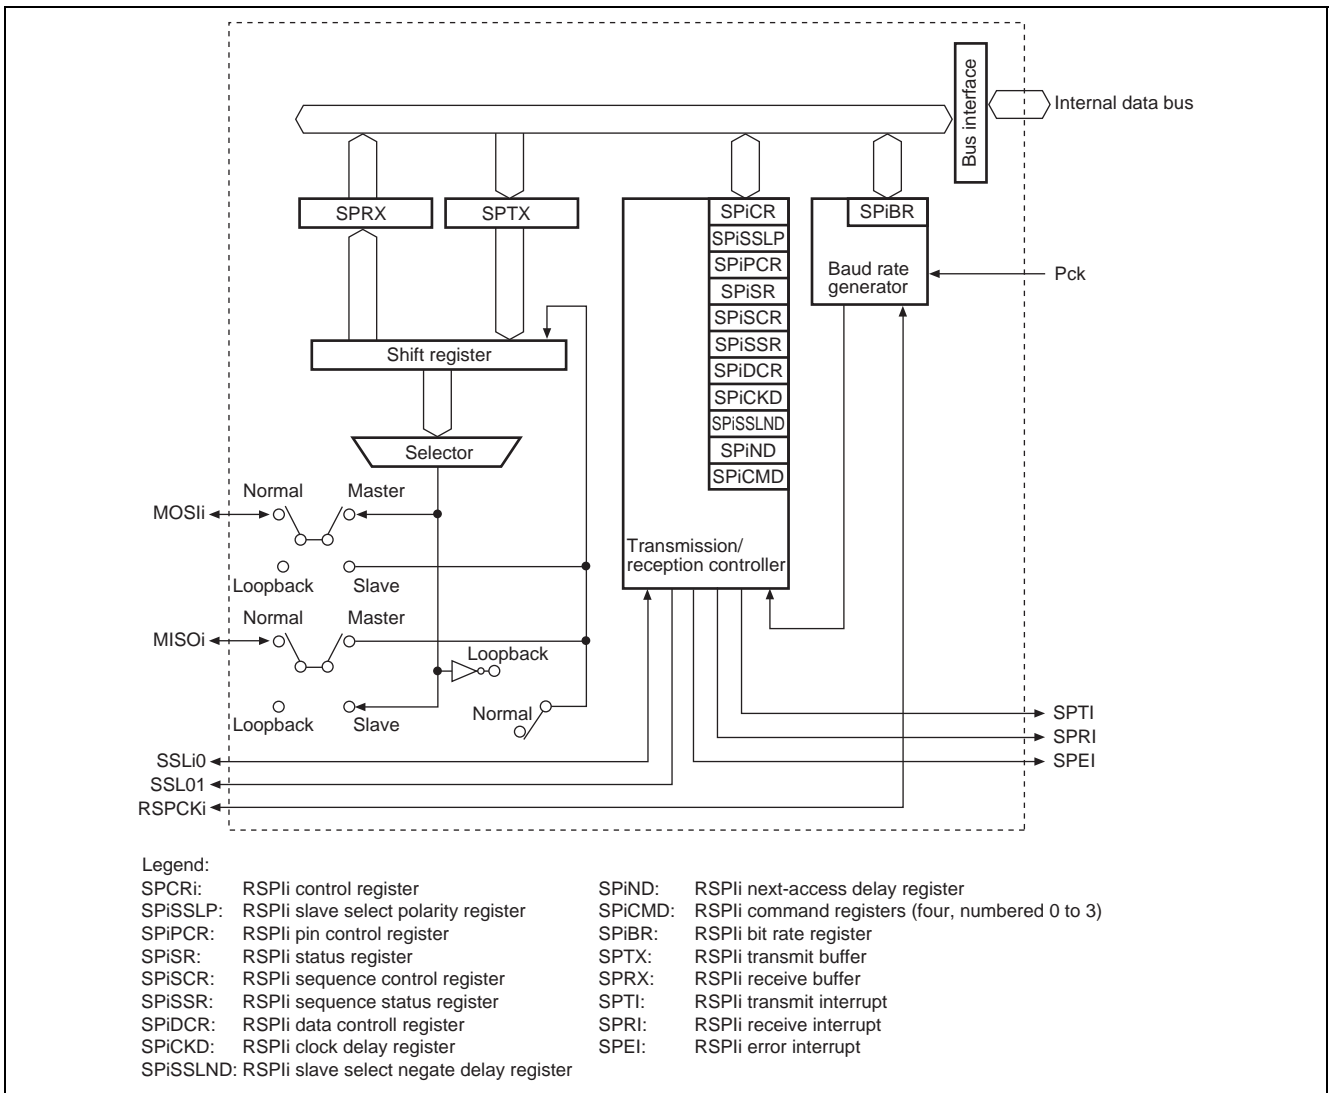 Bus interface
Internal data bus
SPRX
SPTX
SPiCR
SPiSSLP
SPiPCR
SPiSR
SPiSCR
SPiSSR
SPiDCR
SPiCKD
SPiSSLND
SPiND
SPiCMD
Transmission/
reception controller
SPiBR
Baud rate
generator
Pck
Shift register
Selector
Normal
Master
MOSIi
Loopback
Slave
Normal
Master
MISOi
Loopback
Loopback
Slave
Normal
SPTI
SPRI
SPEI
SSLi0
SSL01
RSPCKi
Legend:
SPCRi: RSPIi control register
SPiSSLP: RSPIi slave select polarity register
SPiPCR: RSPIi pin control register
SPiSR: RSPIi status register
SPiSCR: RSPIi sequence control register
SPiSSR: RSPIi sequence status register
SPiDCR: RSPIi data controll register
SPiCKD: RSPIi clock delay register
SPiSSLND: RSPIi slave select negate delay register
SPiND: RSPIi next-access delay register
SPiCMD: RSPIi command registers (four, numbered 0 to 3)
SPiBR: RSPIi bit rate register
SPTX: RSPIi transmit buffer
SPRX: RSPIi receive buffer
SPTI: RSPIi transmit interrupt
SPRI: RSPIi receive interrupt
SPEI: RSPIi error interrupt